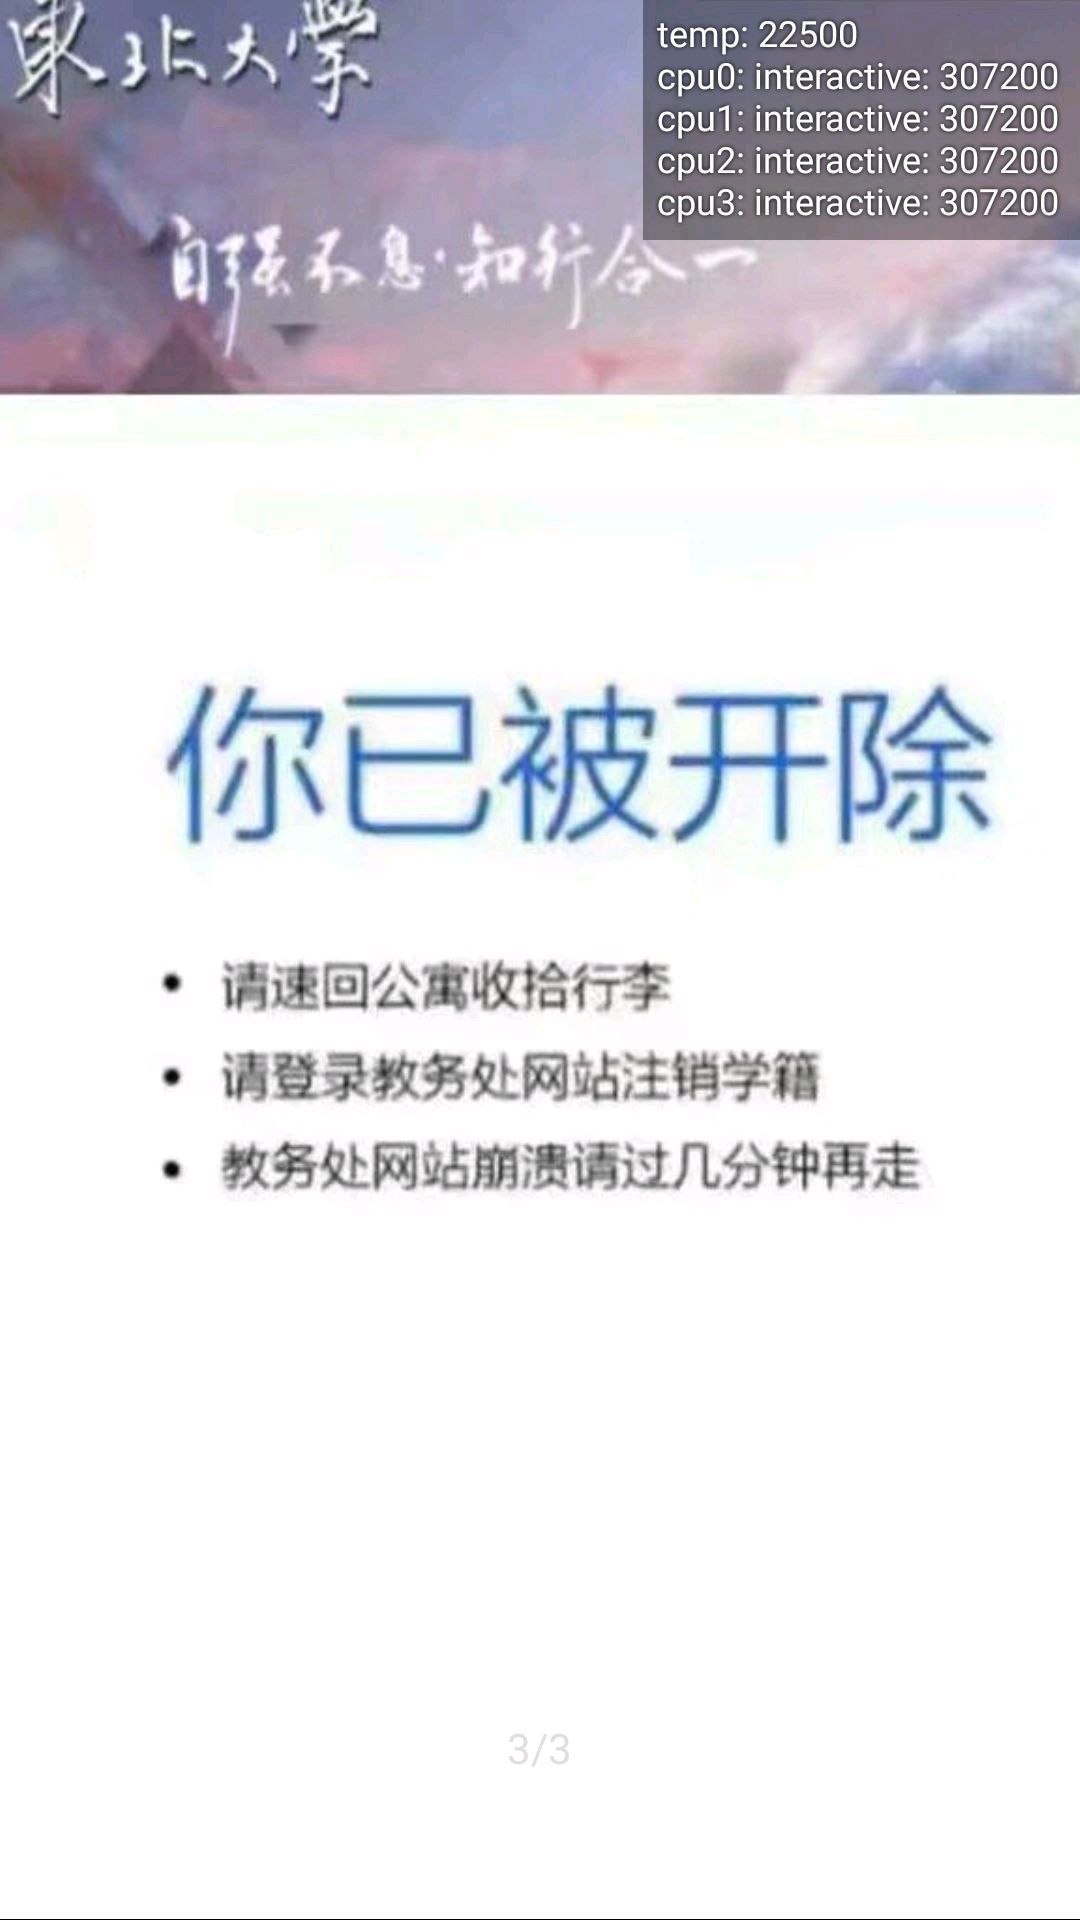 東北大學
temp: 22500
cpu0: interactive: 307200
cpu1: interactive: 307200
cpu2: interactive: 307200
cpu3: interactive: 307200
自强不息·知行合一
你已被开除
• 请速回公寓收拾行李
• 请登录教务处网站注销学籍
• 教务处网站崩溃请过几分钟再走
3/3